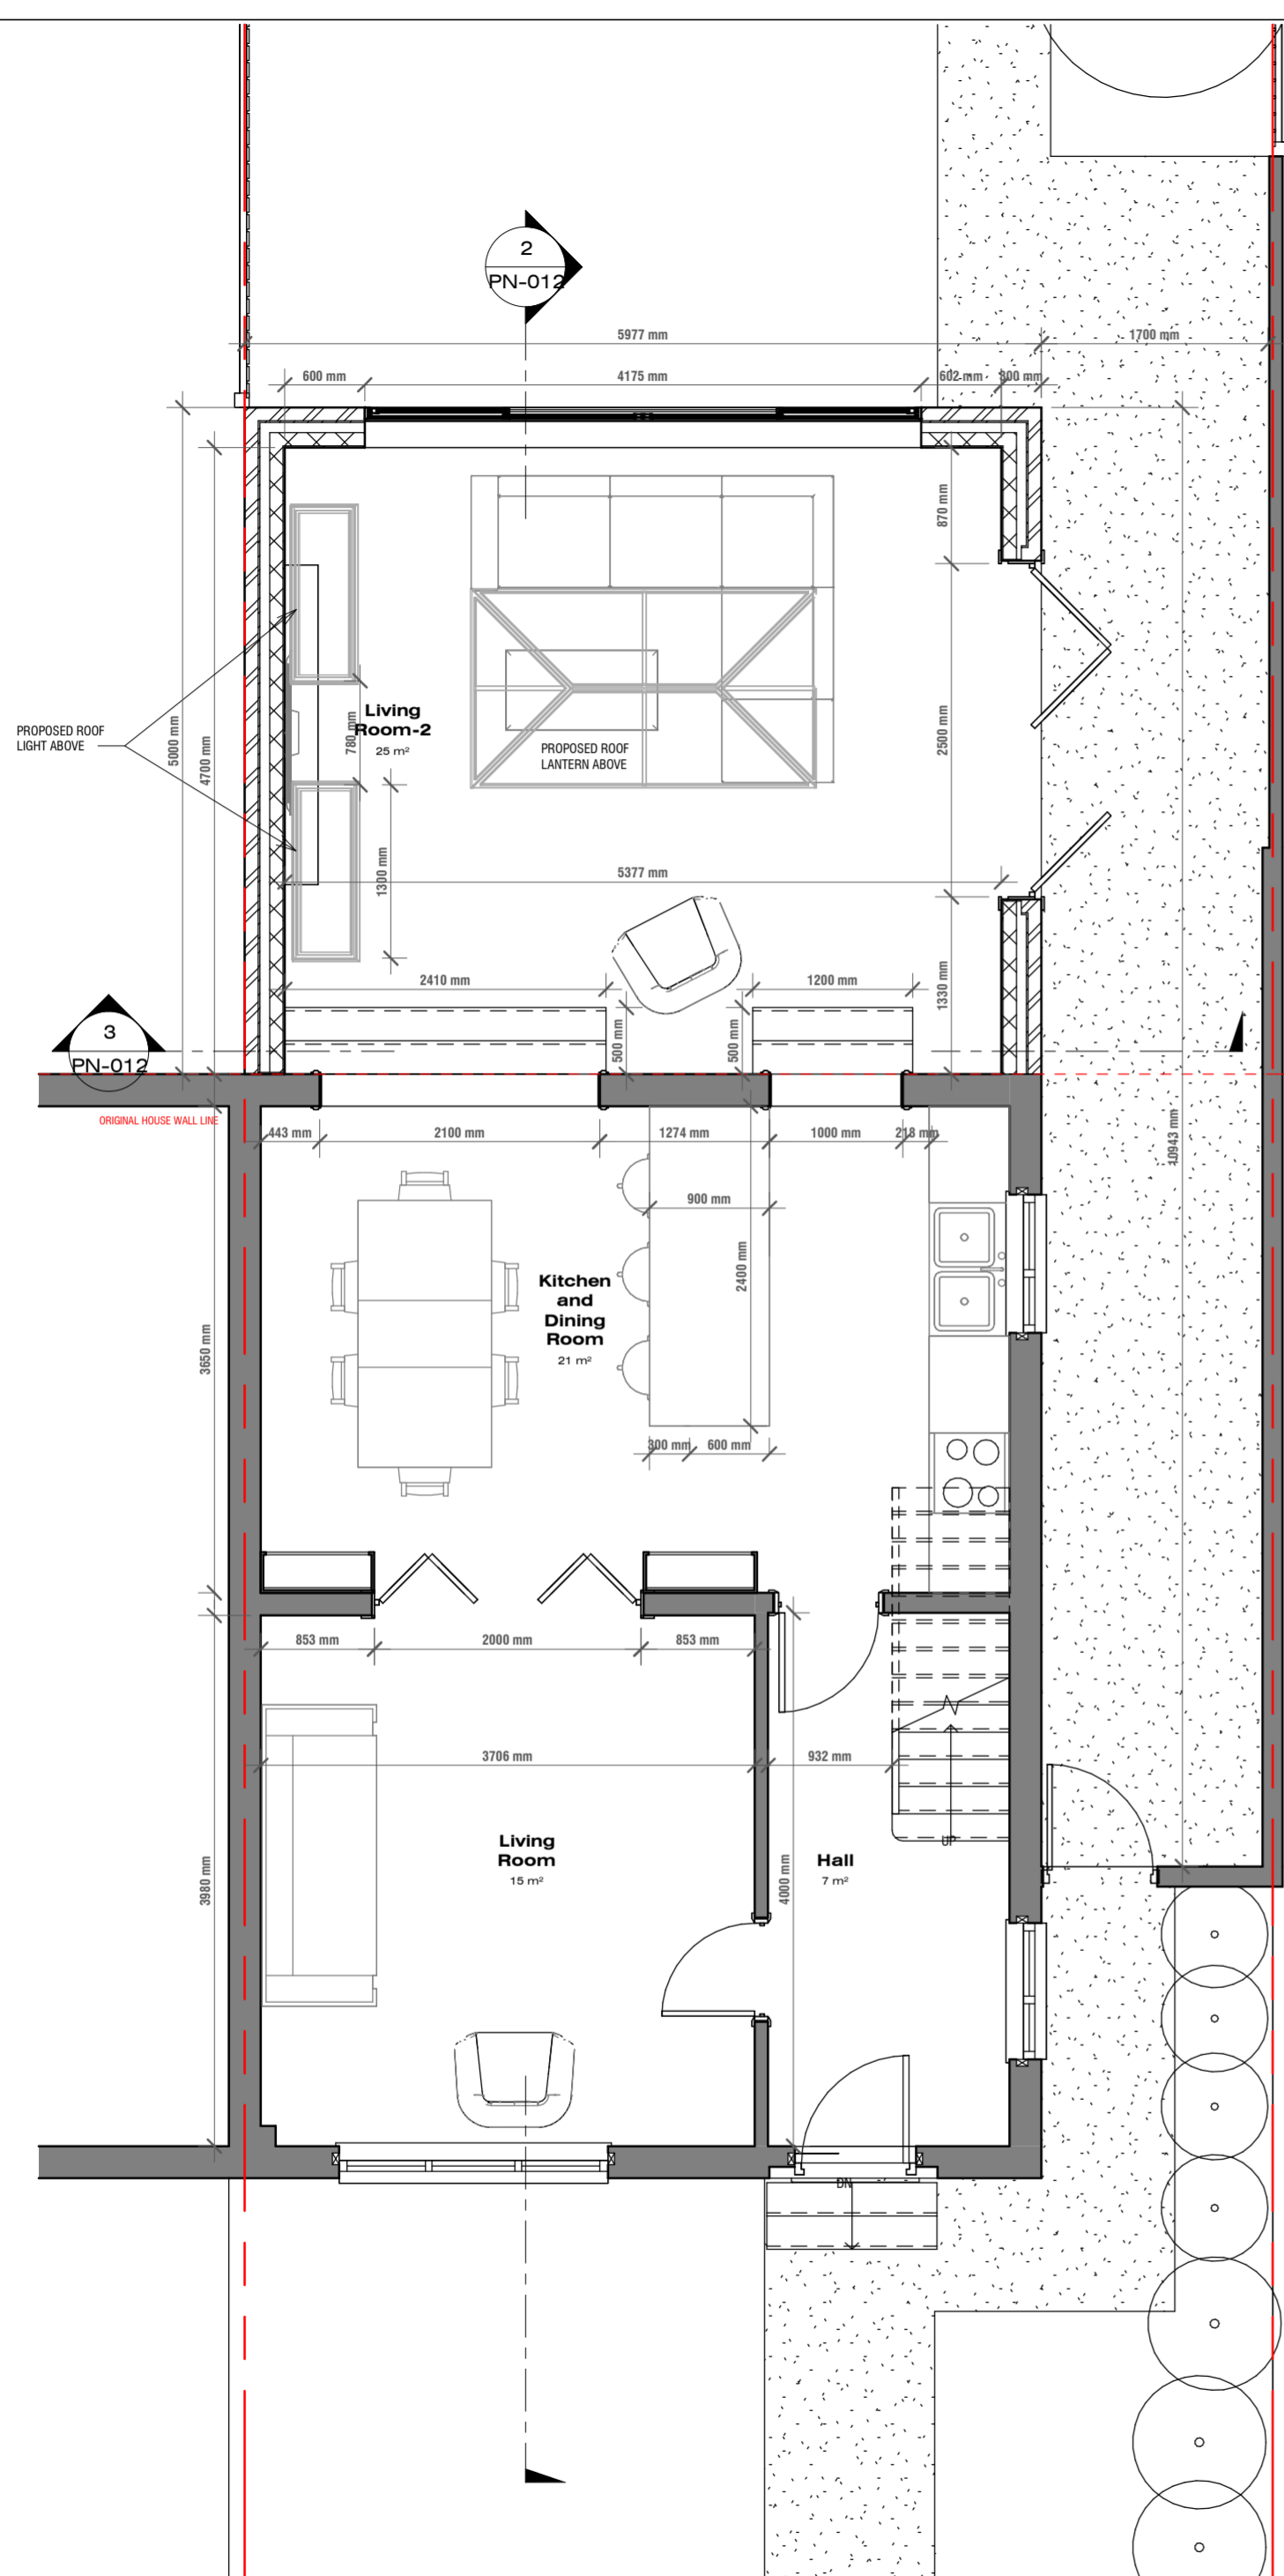 2
PN-012
5977 mm
1700 mm
600 mm
4175 mm
602 mm
300 mm
870 mm
PROPOSED ROOF
LIGHT ABOVE
5000 mm
4700 mm
Living
Room-2
25 m²
780 mm
PROPOSED ROOF
LANTERN ABOVE
2500 mm
1300 mm
5377 mm
2410 mm
1200 mm
1330 mm
500 mm
500 mm
3
PN-012
ORIGINAL HOUSE WALL LINE
443 mm
2100 mm
1274 mm
1000 mm
218 mm
10943 mm
900 mm
2400 mm
Kitchen
and
Dining
Room
21 m²
3650 mm
300 mm
600 mm
853 mm
2000 mm
853 mm
3706 mm
932 mm
UP
Living
Room
15 m²
Hall
7 m²
3980 mm
4000 mm
DN